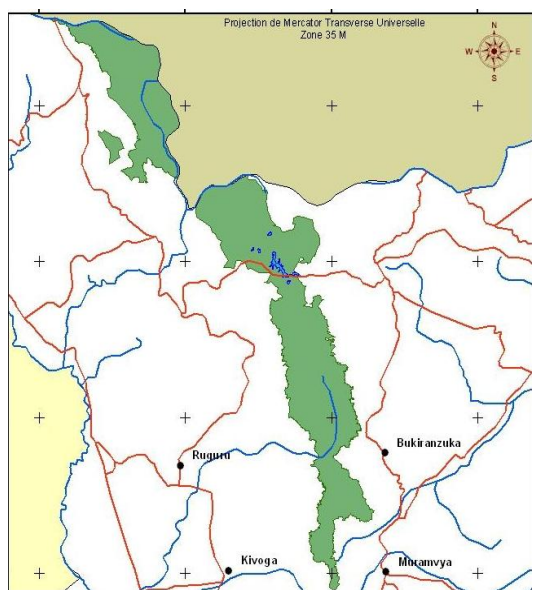 Projection de Mercator Transverse Universelle
Zone 35 M
N
W E
S
Bukiranzuka
Ruguru
Kivoga
Muramvya